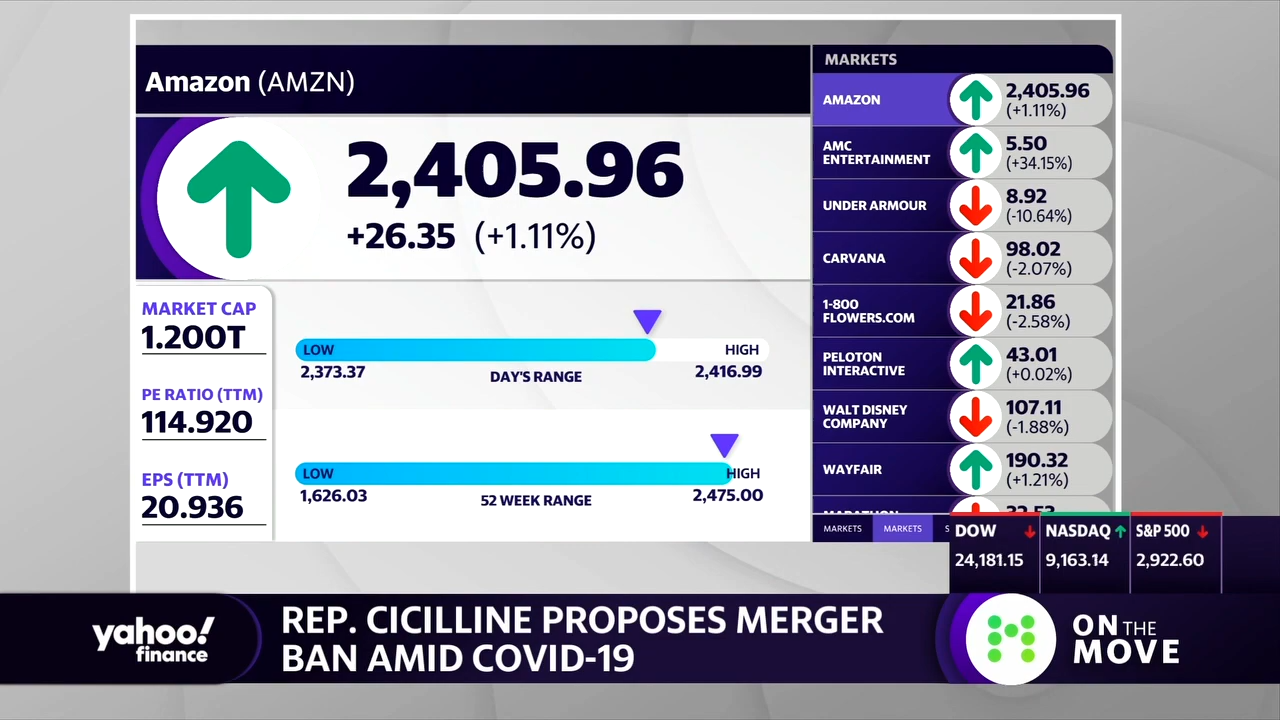 Amazon (AMZN)
2,405.96
+26.35 (+1.11%)
MARKET CAP
1.200T
PE RATIO (TTM)
114.920
EPS (TTM)
20.936
LOW
HIGH
2,373.37
DAY'S RANGE
2,416.99
LOW
HIGH
1,626.03
52 WEEK RANGE
2,475.00
MARKETS
AMAZON
2,405.96
(+1.11%)
AMC
ENTERTAINMENT
5.50
(+34.15%)
UNDER ARMOUR
8.92
(-10.64%)
CARVANA
98.02
(-2.07%)
1-800
FLOWERS.COM
21.86
(-2.58%)
PELOTON
INTERACTIVE
43.01
(+0.02%)
WALT DISNEY
COMPANY
107.11
(-1.88%)
WAYFAIR
190.32
(+1.21%)
MARATHON
MARKETS
MARKETS
S
DOW
24,181.15
NASDAQ
9,163.14
S&P 500
2,922.60
yahoo!
finance
REP. CICILLINE PROPOSES MERGER
BAN AMID COVID-19
ON THE
MOVE